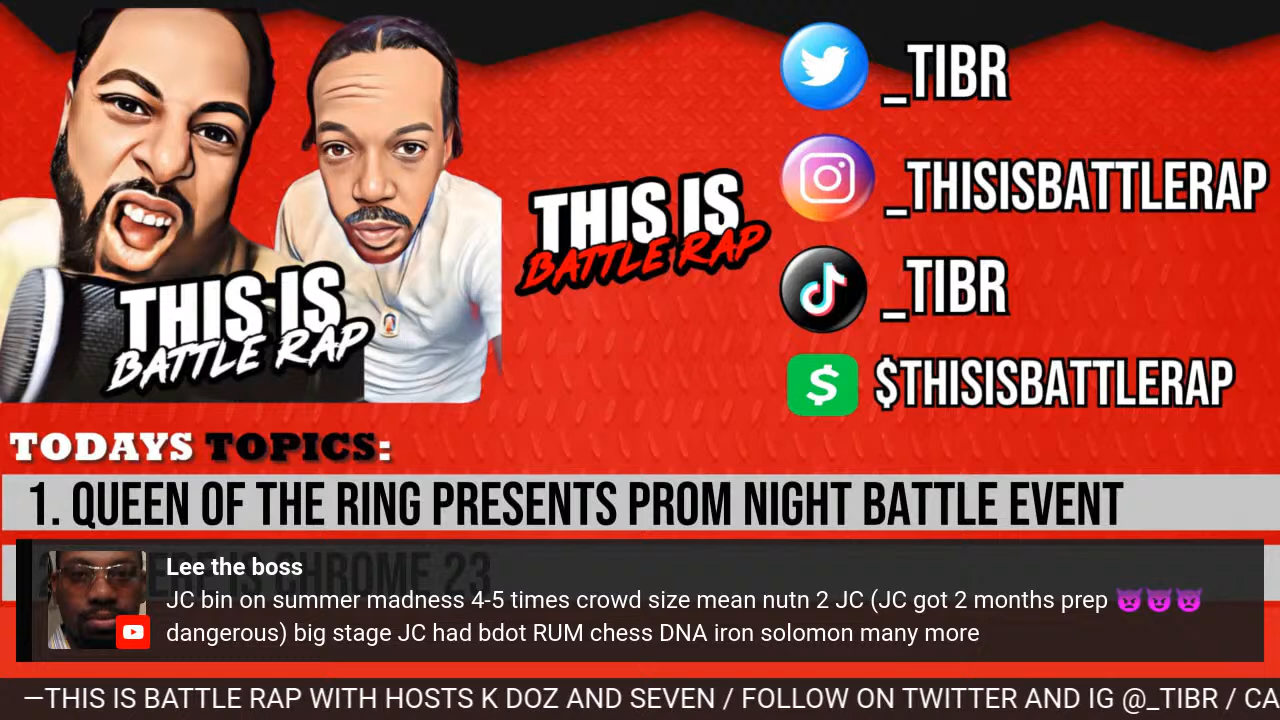 _TIBR
_THISISBATTLERAP
THIS IS
BATTLE RAP
_TIBR
THIS IS
BATTLE RAP
$THISISBATTLERAP
TODAYS TOPICS:
1. QUEEN OF THE RING PRESENTS PROM NIGHT BATTLE EVENT
IS CHROME 23
Lee the boss
JC bin on summer madness 4-5 times crowd size mean nutn 2 JC (JC got 2 months prep 👿😈👿
dangerous) big stage JC had bdot RUM chess DNA iron solomon many more
—THIS IS BATTLE RAP WITH HOSTS K DOZ AND SEVEN / FOLLOW ON TWITTER AND IG @_TIBR / CA